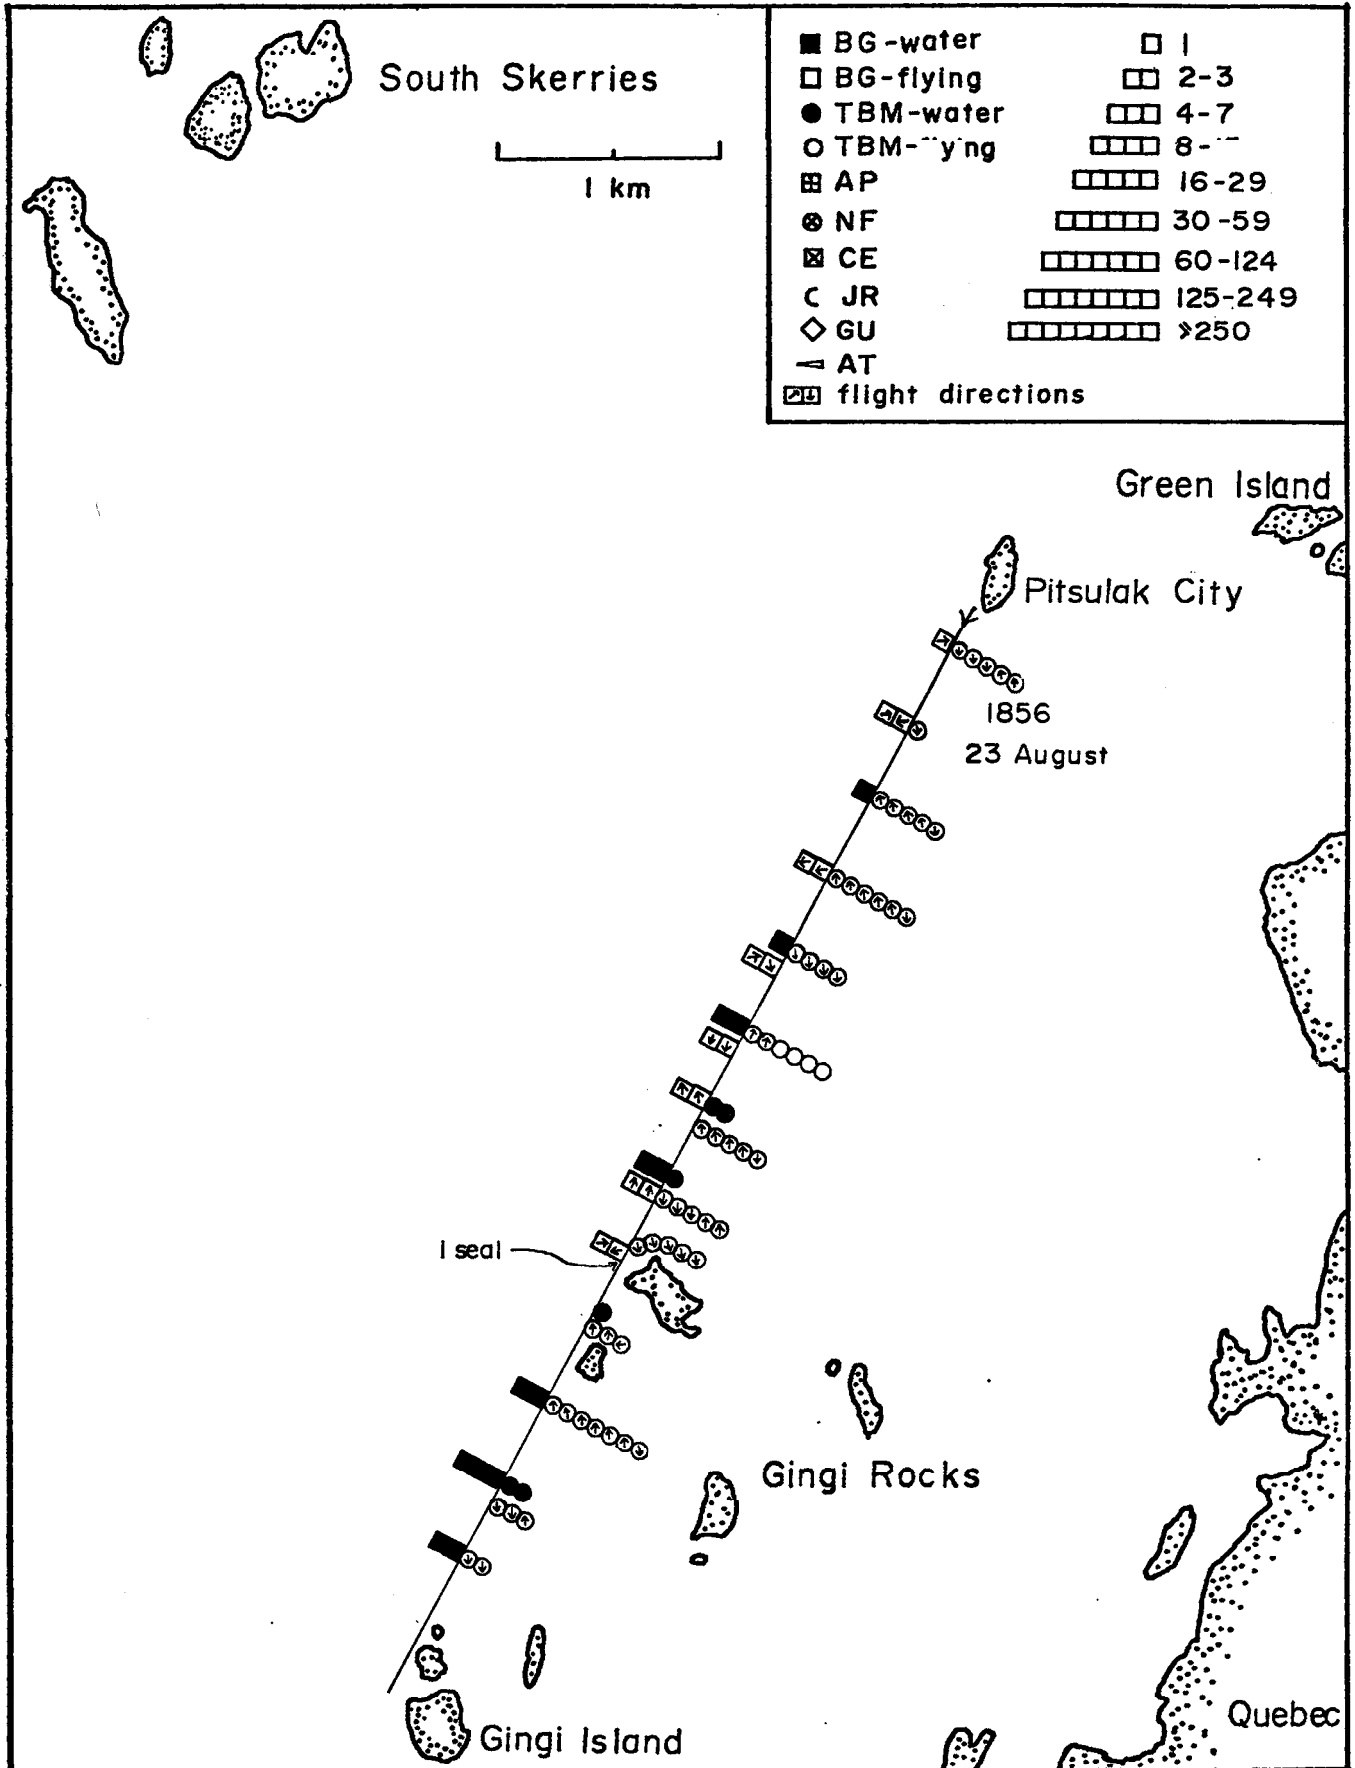 South Skerries
1 km
BG-water 1
BG-flying 2-3
TBM-water 4-7
8-
AP 16-29
NF 30-59
CE 60-124
JR 125-249
GU ≥250
AT
flight directions
Green Island
Pitsulak City
1856
23 August
1 seal
Gingi Rocks
Quebec
Gingi Island